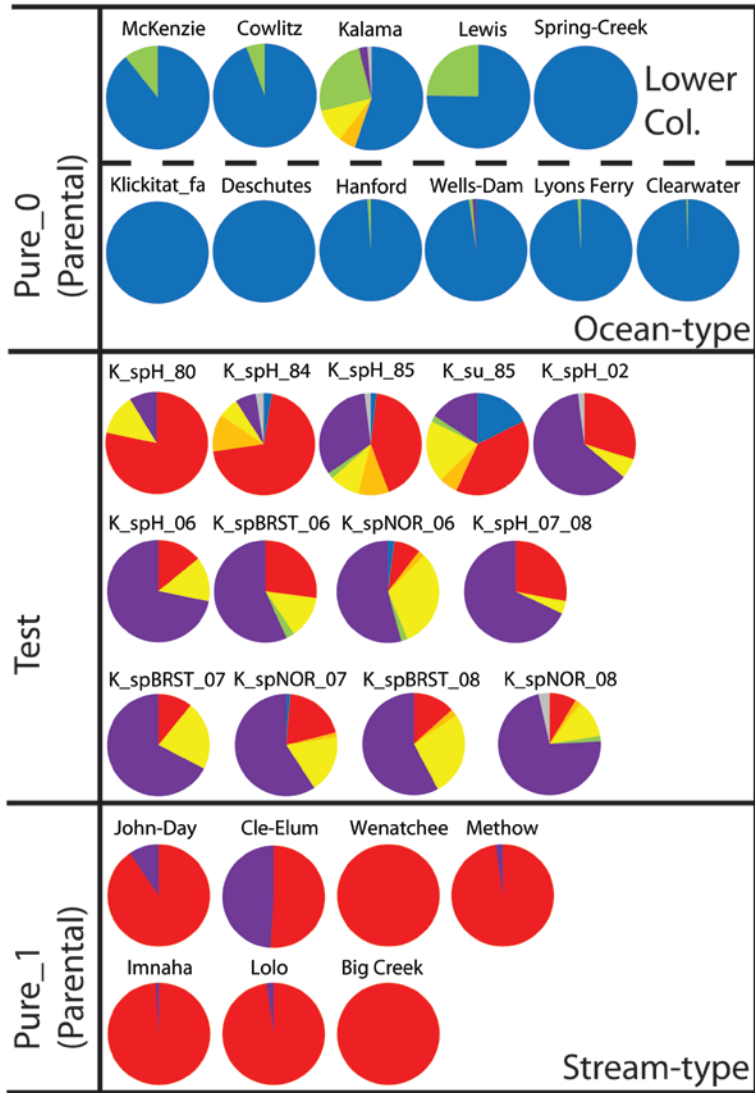 McKenzie Cowlitz Kalama Lewis Spring-Creek
Lower
Col.
Klickitat_fa Deschutes Hanford Wells-Dam Lyons Ferry Clearwater
Pure_0
(Parental)
Ocean-type
K_spH_80 K_spH_84 K_spH_85 K_su_85 K_spH_02
K_spH_06 K_spBRST_06 K_spNOR_06 K_spH_07_08
Test
K_spBRST_07 K_spNOR_07 K_spBRST_08 K_spNOR_08
John-Day Cle-Elum Wenatchee Methow
Pure_1
(Parental)
Imnaha Lolo Big Creek
Stream-type